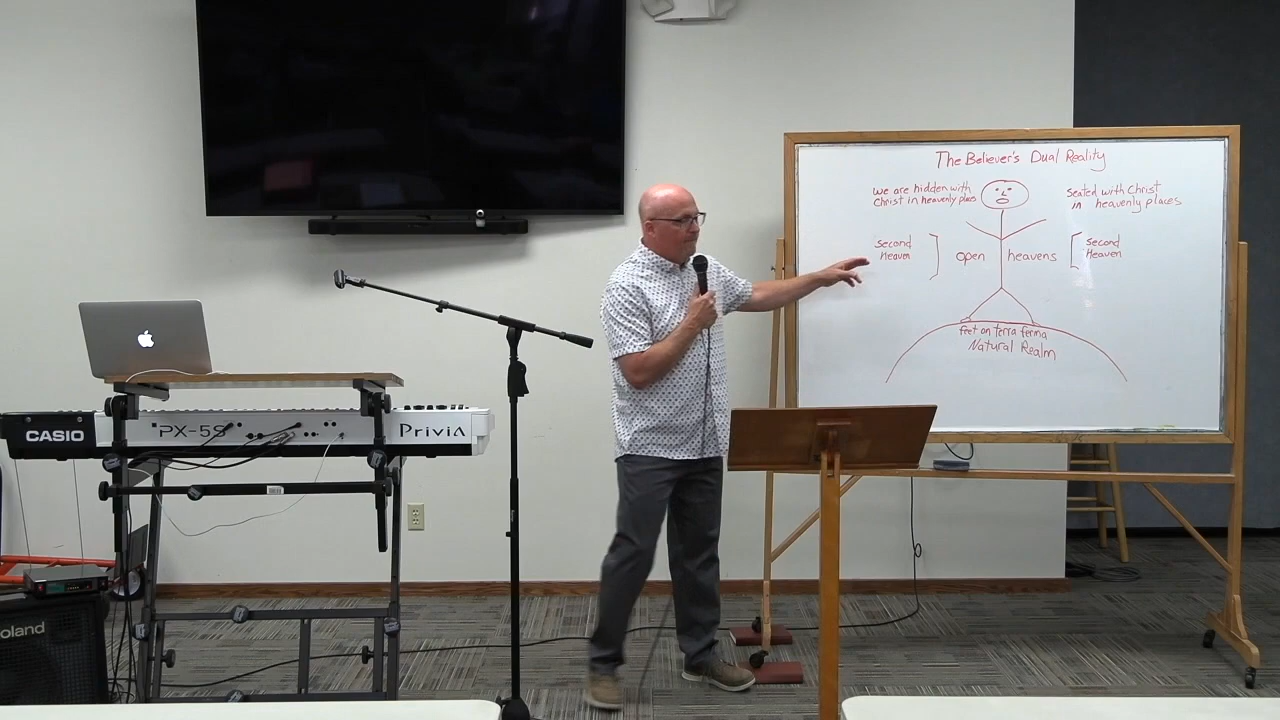 The Believer's Dual Reality
we are hidden with
Christ in heavenly places
Seated with Christ
in heavenly places
second
Heaven
open heavens
second
Heaven
feet on terra ferma
Natural Realm
CASIO
PX-5S
Privia
Roland